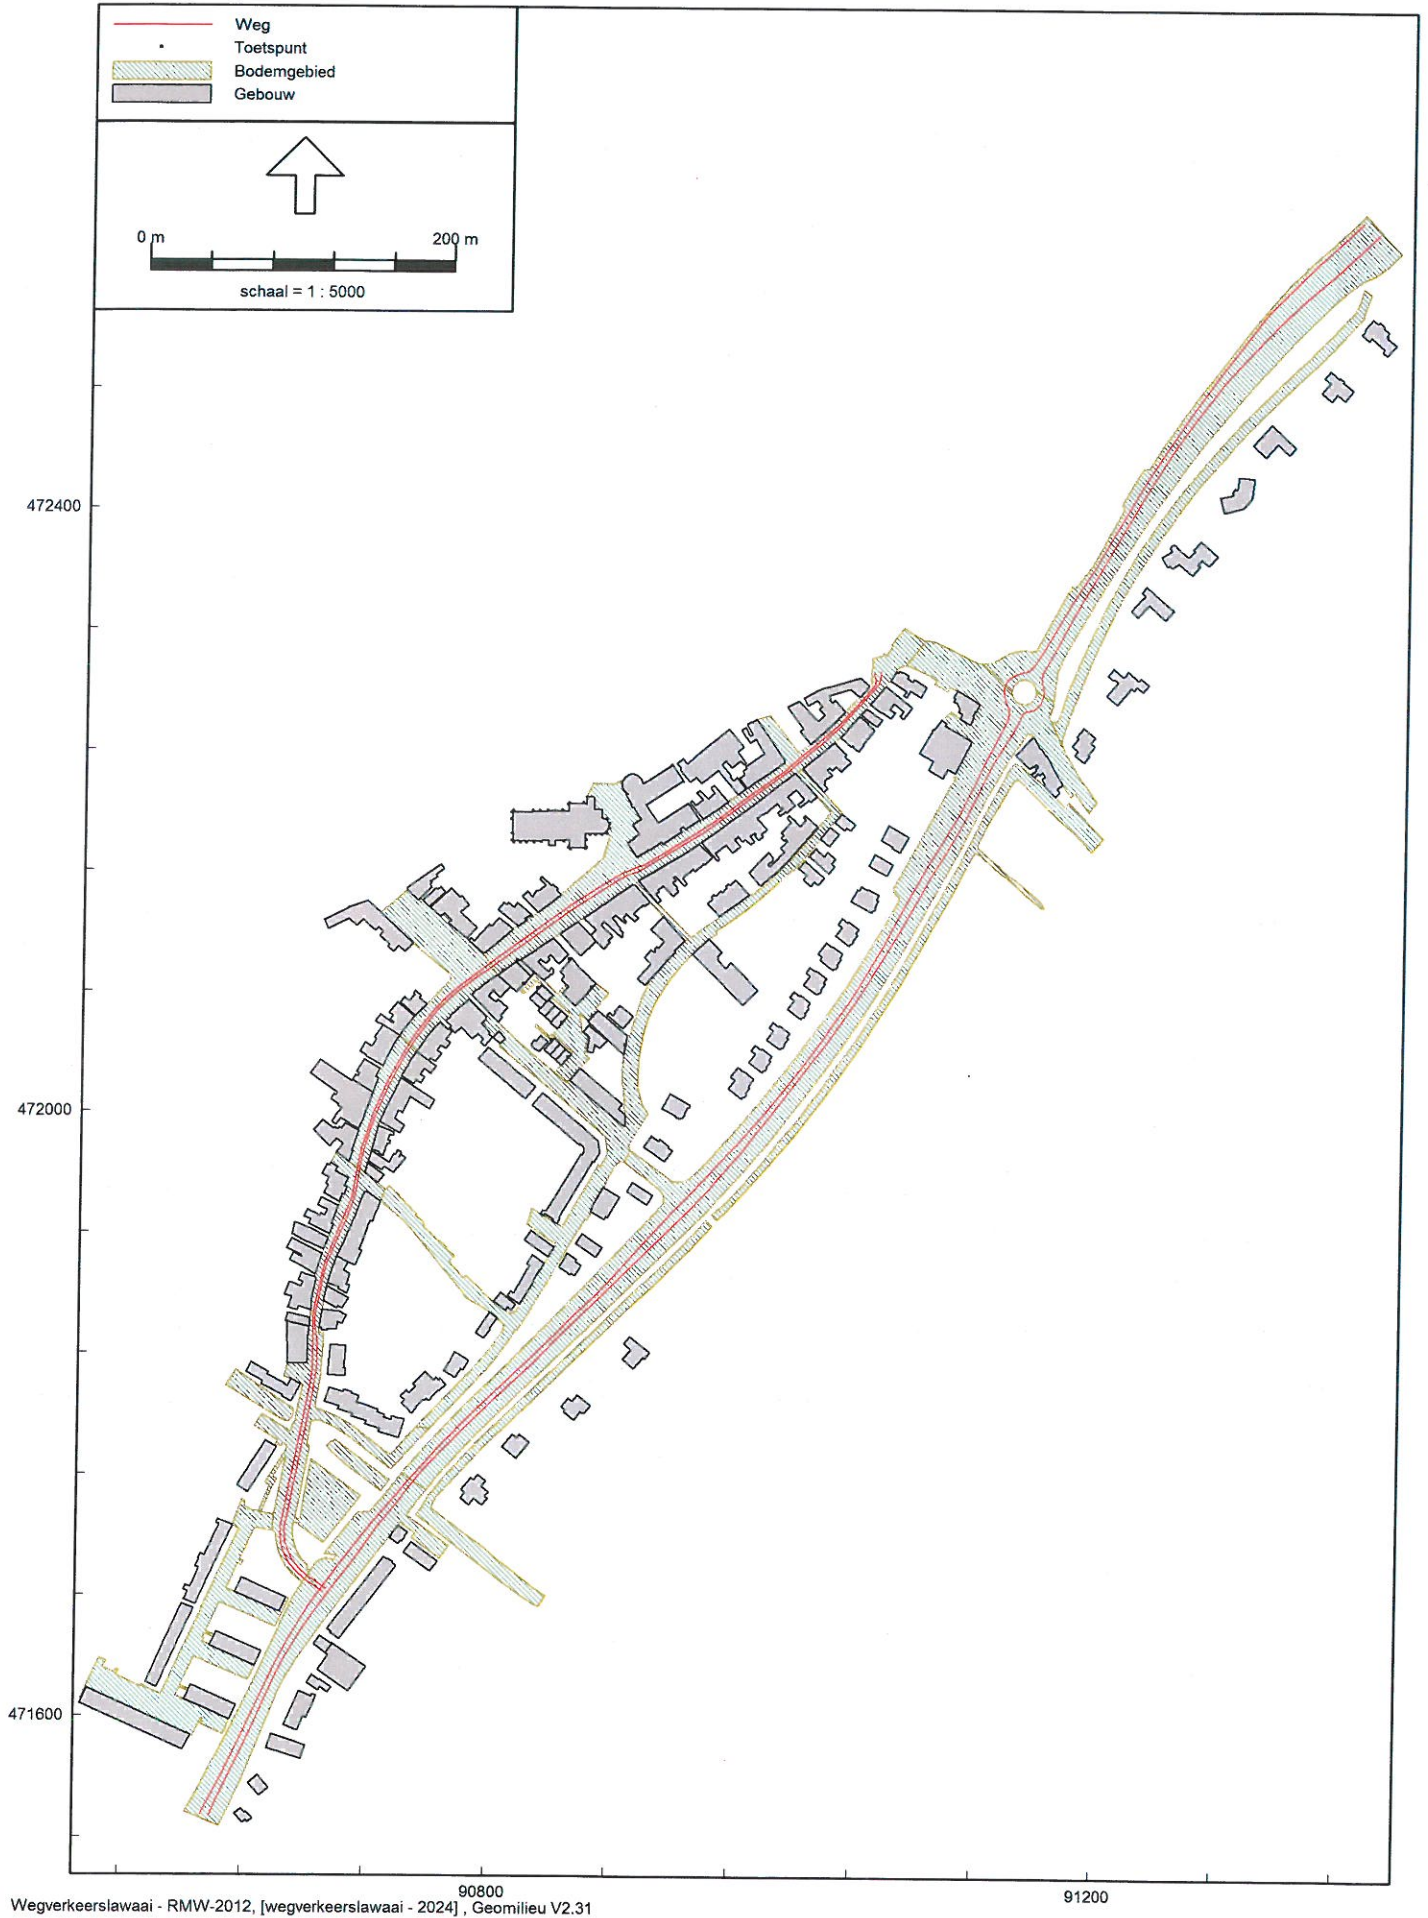 Weg
Toetspunt
Bodemgebied
Gebouw
0 m 200 m
schaal = 1 : 5000
472400
472000
471600
90800 91200
Wegverkeerslawaai - RMW-2012, [wegverkeerslawaai - 2024] , Geomilieu V2.31